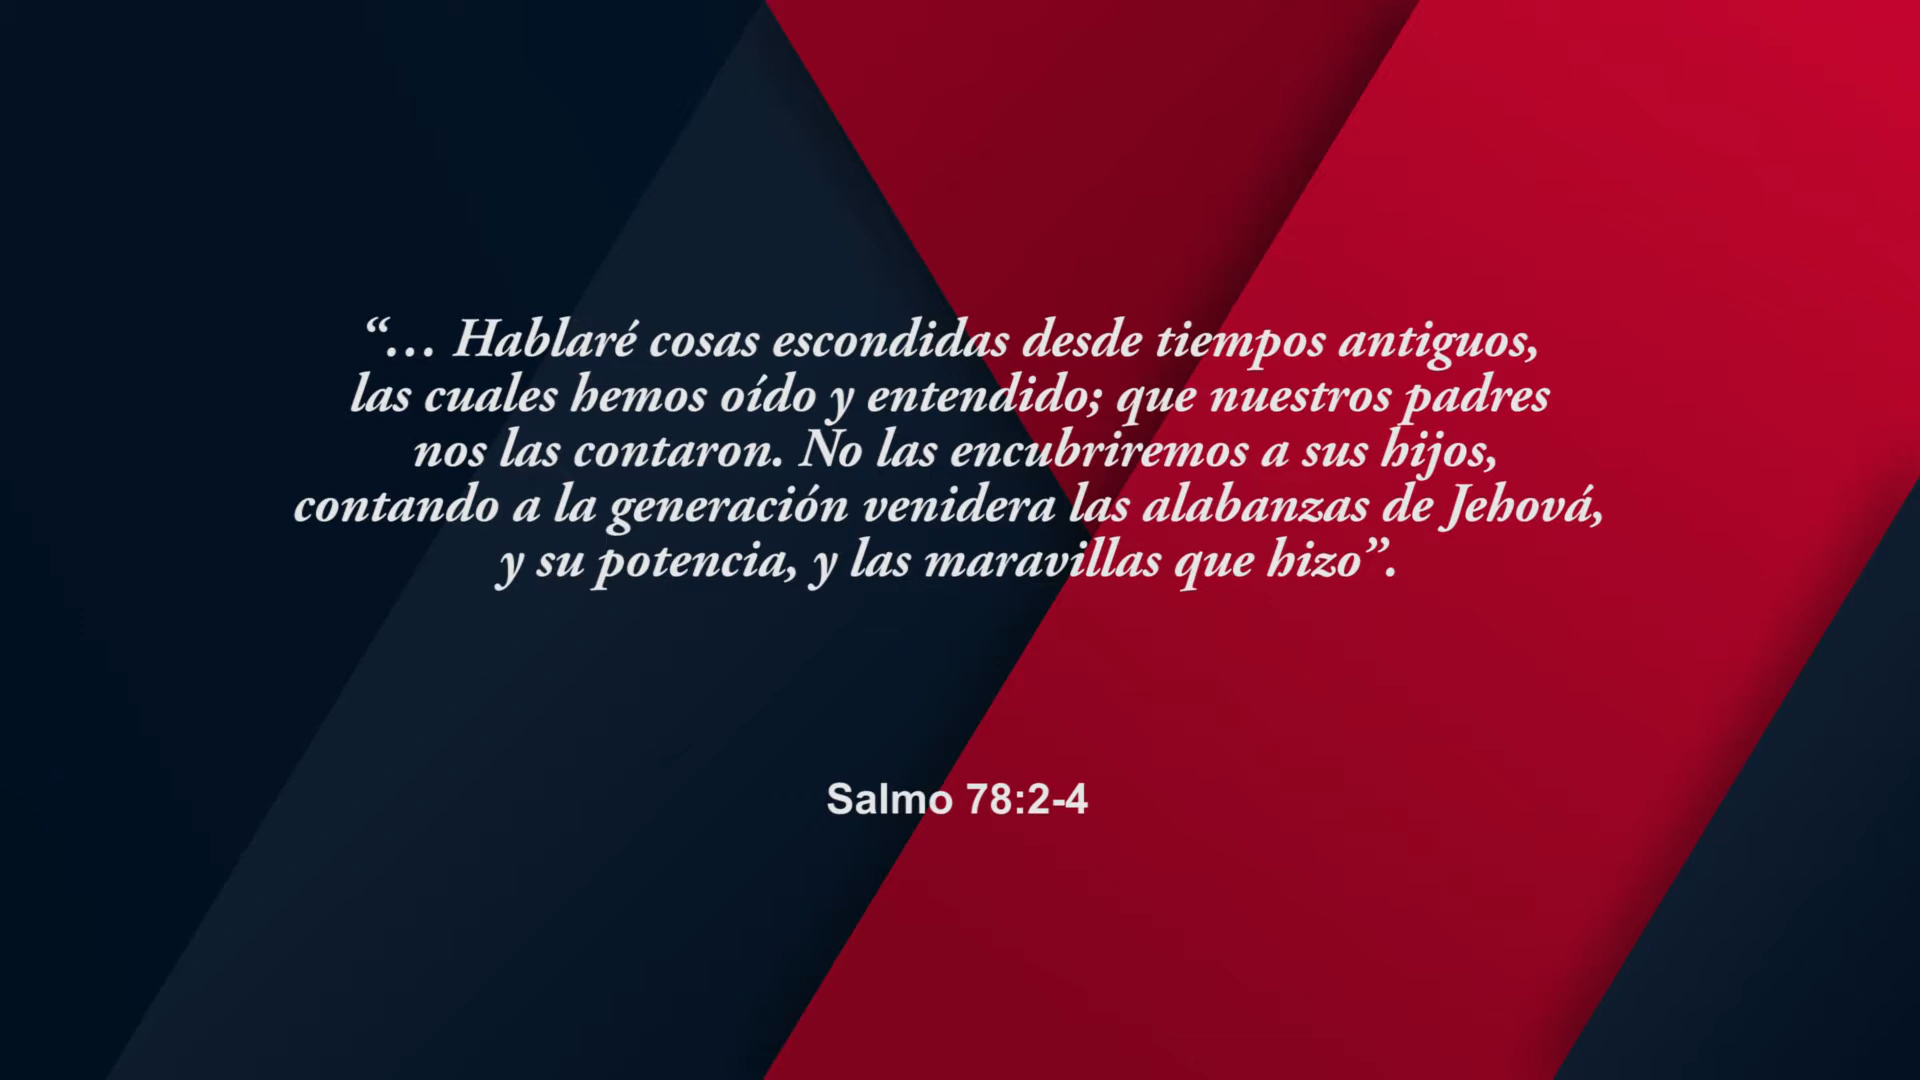 “… Hablaré cosas escondidas desde tiempos antiguos,
las cuales hemos oído y entendido; que nuestros padres
nos las contaron. No las encubriremos a sus hijos,
contando a la generación venidera las alabanzas de Jehová,
y su potencia, y las maravillas que hizo”.
Salmo 78:2-4